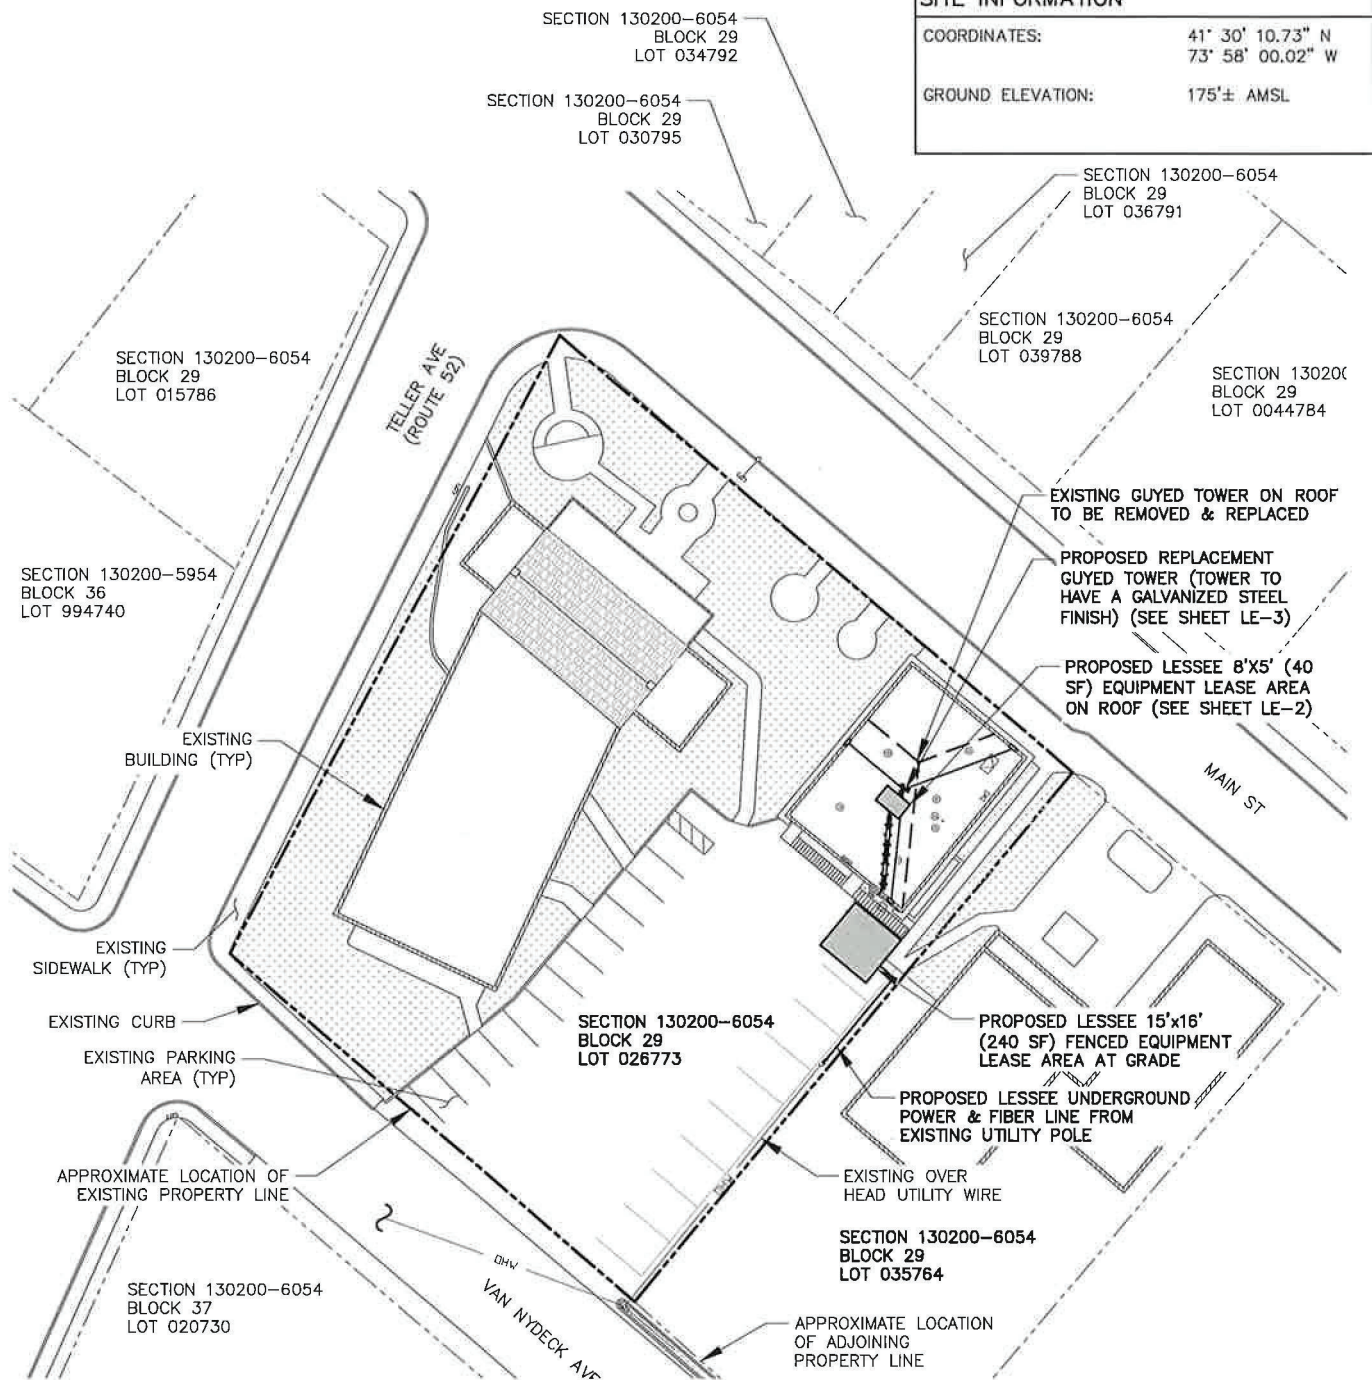 SITE INFORMATION
COORDINATES:
41° 30' 10.73" N
73° 58' 00.02" W
GROUND ELEVATION:
175'± AMSL
SECTION 130200-6054
BLOCK 29
LOT 034792
SECTION 130200-6054
BLOCK 29
LOT 030795
SECTION 130200-6054
BLOCK 29
LOT 036791
SECTION 130200-6054
BLOCK 29
LOT 039788
SECTION 13020
BLOCK 29
LOT 0044784
SECTION 130200-6054
BLOCK 29
LOT 015786
TELLER AVE
(ROUTE 52)
SECTION 130200-5954
BLOCK 36
LOT 994740
EXISTING GUYED TOWER ON ROOF
TO BE REMOVED & REPLACED
PROPOSED REPLACEMENT
GUYED TOWER (TOWER TO
HAVE A GALVANIZED STEEL
FINISH) (SEE SHEET LE-3)
PROPOSED LESSEE 8'X5' (40
SF) EQUIPMENT LEASE AREA
ON ROOF (SEE SHEET LE-2)
MAIN ST
EXISTING
BUILDING (TYP)
EXISTING
SIDEWALK (TYP)
EXISTING CURB
EXISTING PARKING
AREA (TYP)
SECTION 130200-6054
BLOCK 29
LOT 026773
PROPOSED LESSEE 15'x16'
(240 SF) FENCED EQUIPMENT
LEASE AREA AT GRADE
PROPOSED LESSEE UNDERGROUND
POWER & FIBER LINE FROM
EXISTING UTILITY POLE
APPROXIMATE LOCATION OF
EXISTING PROPERTY LINE
EXISTING OVER
HEAD UTILITY WIRE
SECTION 130200-6054
BLOCK 29
LOT 035764
OHW
VAN NYDECK AVE
SECTION 130200-6054
BLOCK 37
LOT 020730
APPROXIMATE LOCATION
OF ADJOINING
PROPERTY LINE